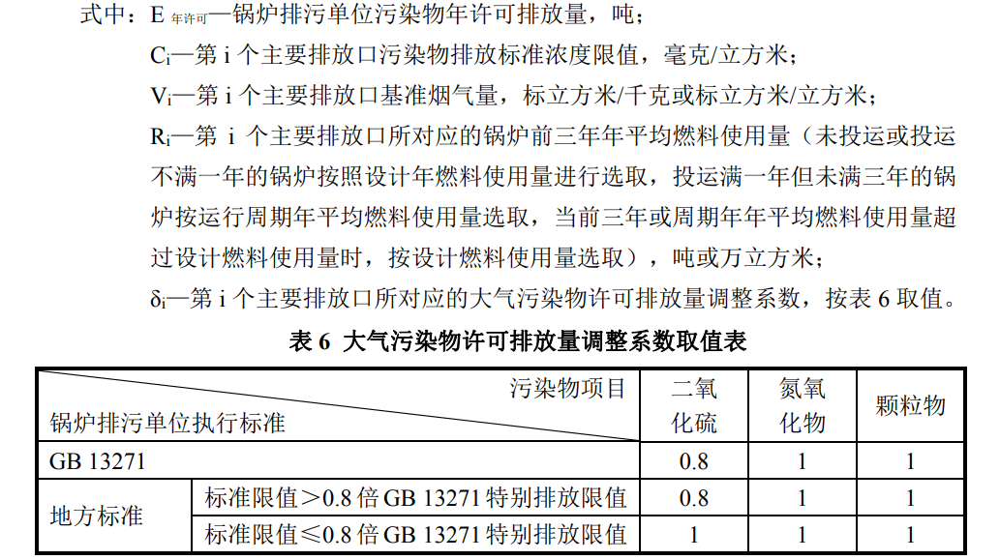 式中：E 年许可—锅炉排污单位污染物年许可排放量，吨；
Ci—第 i 个主要排放口污染物排放标准浓度限值，毫克/立方米；
Vi—第 i 个主要排放口基准烟气量，标立方米/千克或标立方米/立方米；
Ri—第 i 个主要排放口所对应的锅炉前三年年平均燃料使用量（未投运或投运
不满一年的锅炉按照设计年燃料使用量进行选取，投运满一年但未满三年的锅
炉按运行周期年平均燃料使用量选取，当前三年或周期年年平均燃料使用量超
过设计燃料使用量时，按设计燃料使用量选取），吨或万立方米；
δi—第 i 个主要排放口所对应的大气污染物许可排放量调整系数，按表 6 取值。
表 6 大气污染物许可排放量调整系数取值表
污染物项目
锅炉排污单位执行标准
二氧
化硫
氮氧
化物
颗粒物
GB 13271 0.8 1 1
地方标准
标准限值＞0.8 倍 GB 13271 特别排放限值 0.8 1 1
标准限值≤0.8 倍 GB 13271 特别排放限值 1 1 1